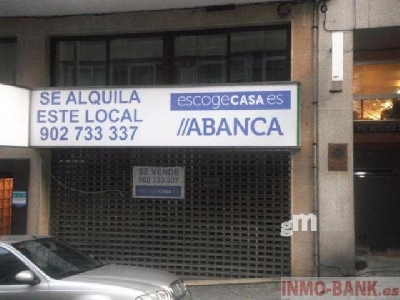 SE ALQUILA
ESTE LOCAL
902 733 337
escogeCASA.es
//ABANCA
SE VENDE
902 733 337
escogeCASA
gm
INMO-BANK.es